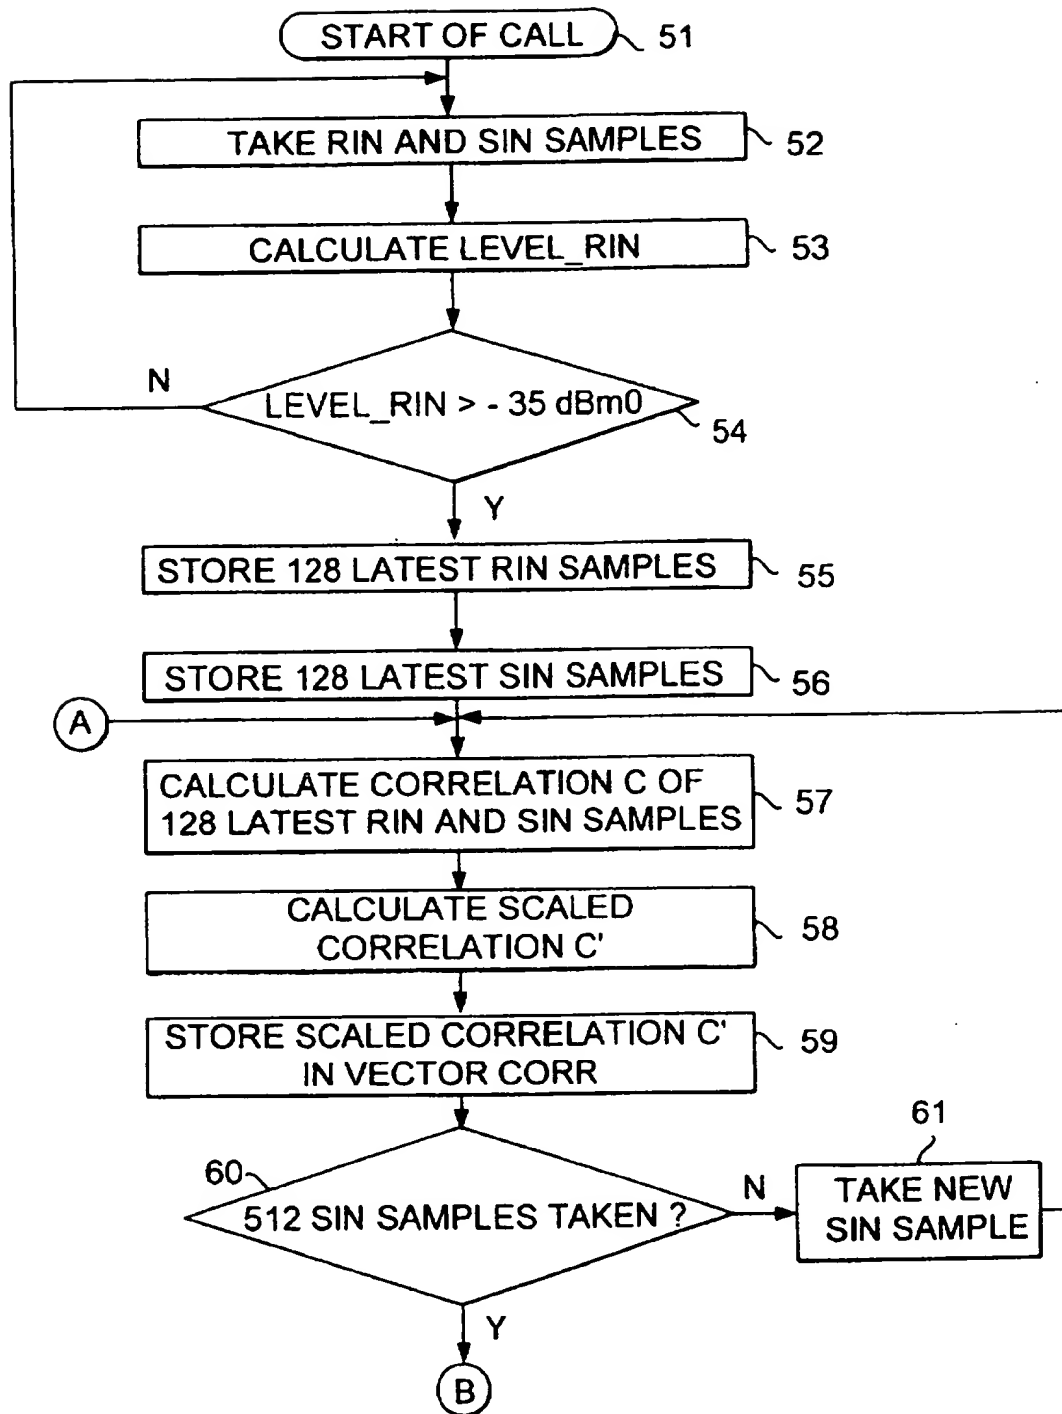 START OF CALL 51
TAKE RIN AND SIN SAMPLES 52
CALCULATE LEVEL_RIN 53
N
LEVEL_RIN > - 35 dBm0 54
Y
STORE 128 LATEST RIN SAMPLES 55
STORE 128 LATEST SIN SAMPLES 56
A
CALCULATE CORRELATION C OF
128 LATEST RIN AND SIN SAMPLES 57
CALCULATE SCALED
CORRELATION C' 58
STORE SCALED CORRELATION C'
IN VECTOR CORR 59
60
512 SIN SAMPLES TAKEN ?
N
61
TAKE NEW
SIN SAMPLE
Y
B